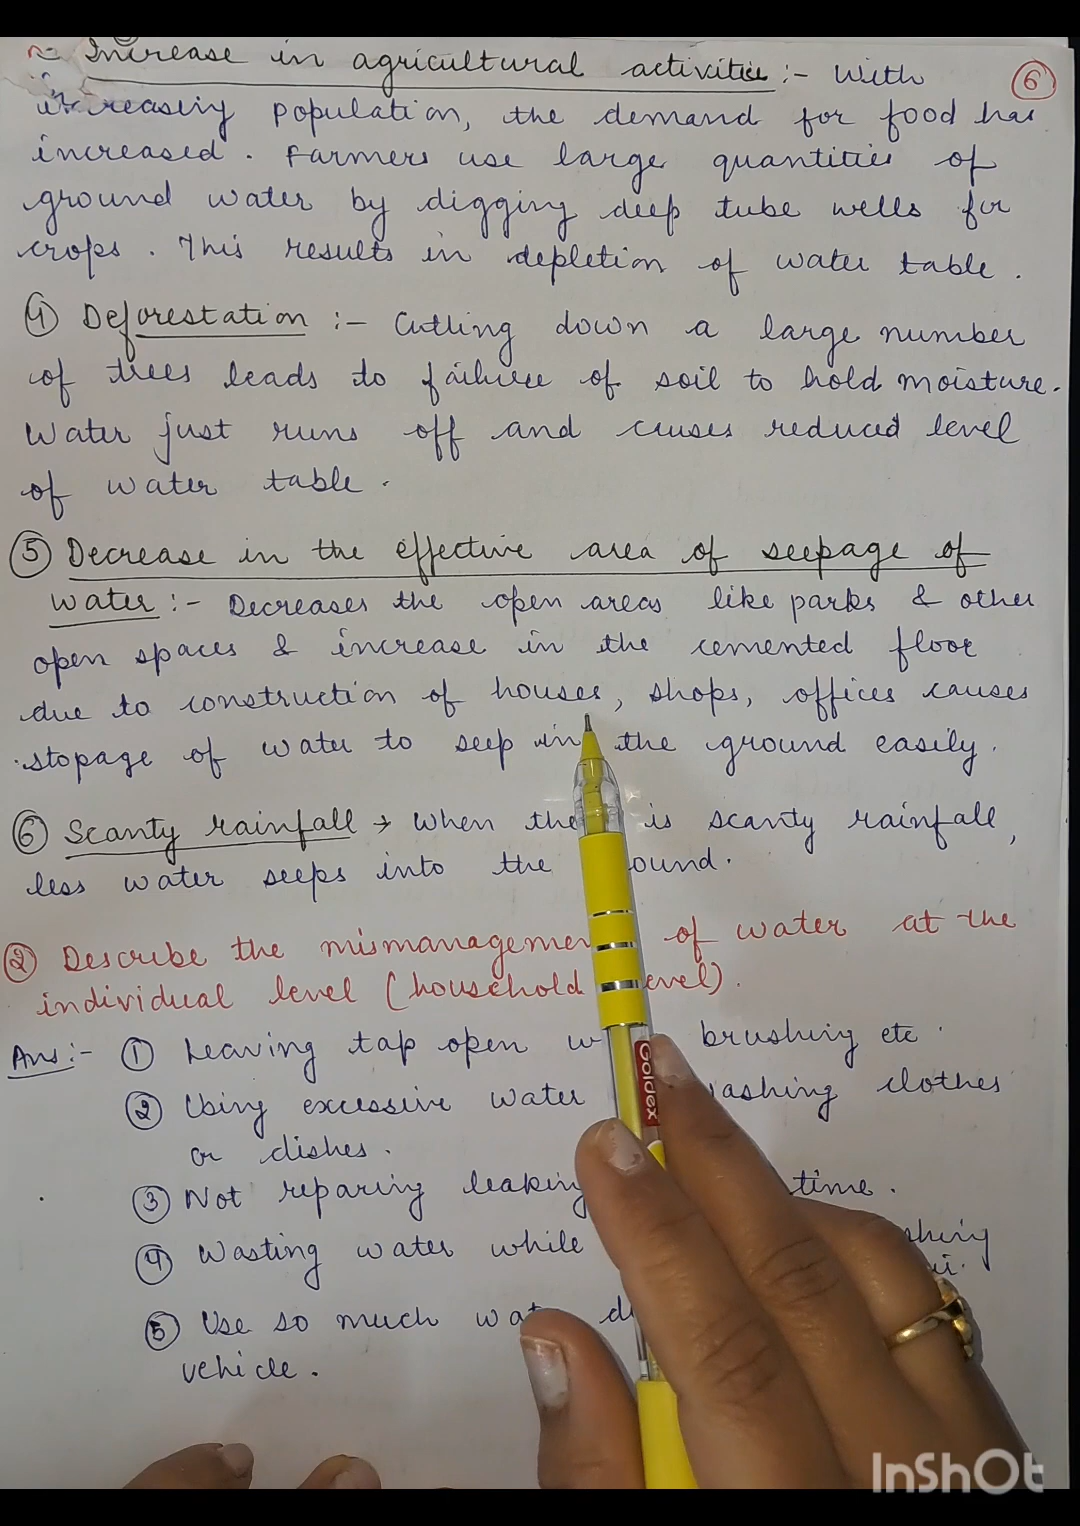 Increase in agricultural activities :- With
⑥
increasing population, the demand for food has
increased. Farmers use large quantities of
ground water by digging deep tube wells for
crops. This results in depletion of water table.
④ Deforestation :- Cutting down a large number
of trees leads to failure of soil to hold moisture.
Water just runs off and causes reduced level
of water table.
⑤ Decrease in the effective area of seepage of
water :- Decreases the open areas like parks & other
open spaces & increase in the cemented floor
due to construction of houses, shops, offices causes
stopage of water to seep in the ground easily.
⑥ Scanty rainfall → When the is scanty rainfall,
less water seeps into the ound.
② Describe the mismanagemen of water at the
individual level (household evel).
Ans:- ① Leaving tap open w brushing etc.
② Using excessive water ashing clothes
or dishes.
③ Not reparing leaking time.
④ Wasting water while shing
⑤ Use so much wat d
vehicle.
Goldex
InShOt